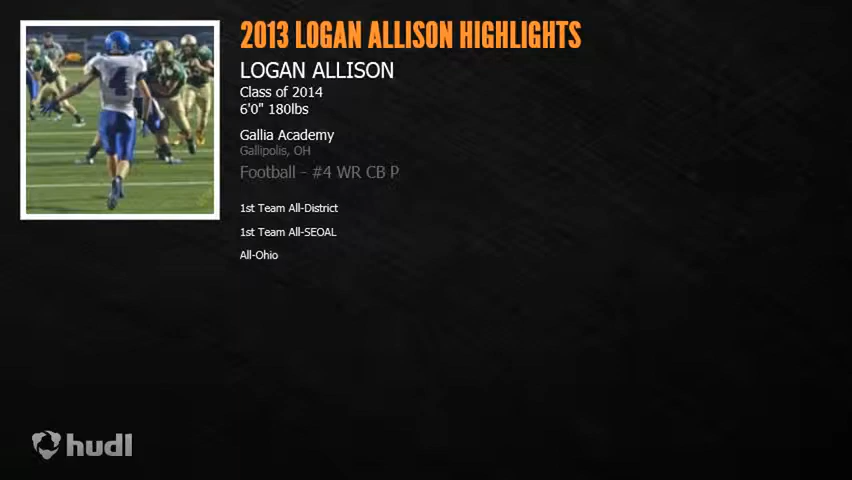 2013 LOGAN ALLISON HIGHLIGHTS
LOGAN ALLISON
Class of 2014
6'0" 180lbs
Gallia Academy
Gallipolis, OH
Football - #4 WR CB P
1st Team All-District
1st Team All-SEOAL
All-Ohio
4
hudl